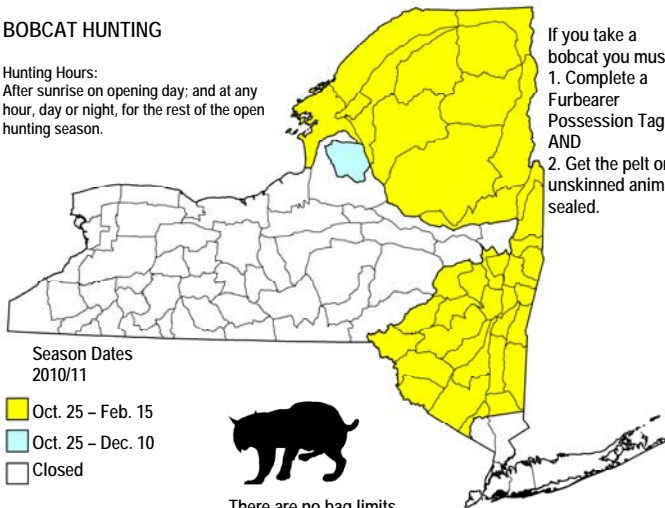 BOBCAT HUNTING
Hunting Hours:
After sunrise on opening day; and at any
hour, day or night, for the rest of the open
hunting season.
If you take a
bobcat you mus
1. Complete a
Furbearer
Possession Tag
AND
2. Get the pelt or
unskinned anim
sealed.
Season Dates
2010/11
Oct. 25 – Feb. 15
Oct. 25 – Dec. 10
Closed
There are no bag limits